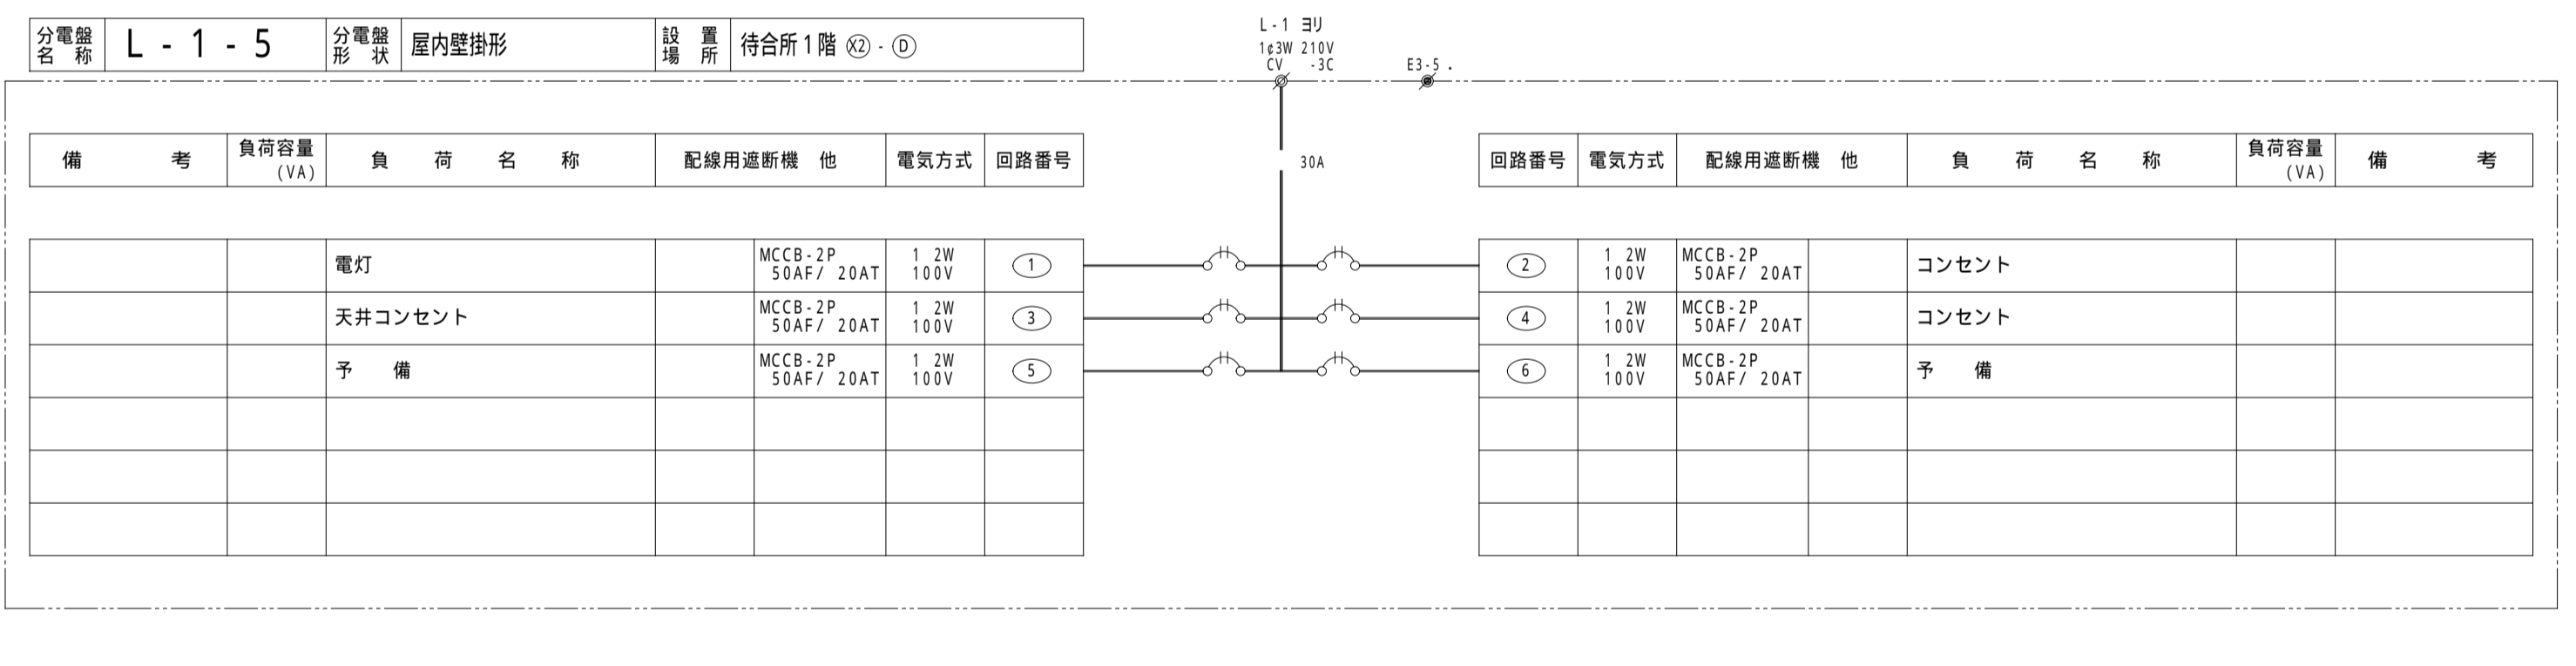 分電盤
名　称
L-1-5
分電盤
形　状
屋内壁掛形
設　置
場　所
待合所1階 X2 - D
L-1 ヨリ
1¢3W 210V
CV -3C
E3-5 .
備　考 負荷容量(VA) 負　荷　名　称 配線用遮断機　他 電気方式 回路番号
30A
回路番号 電気方式 配線用遮断機　他 負　荷　名　称 負荷容量(VA) 備　考
電灯 MCCB-2P 50AF/ 20AT 1 2W 100V 1
2 1 2W 100V MCCB-2P 50AF/ 20AT コンセント
天井コンセント MCCB-2P 50AF/ 20AT 1 2W 100V 3
4 1 2W 100V MCCB-2P 50AF/ 20AT コンセント
予　備 MCCB-2P 50AF/ 20AT 1 2W 100V 5
6 1 2W 100V MCCB-2P 50AF/ 20AT 予　備